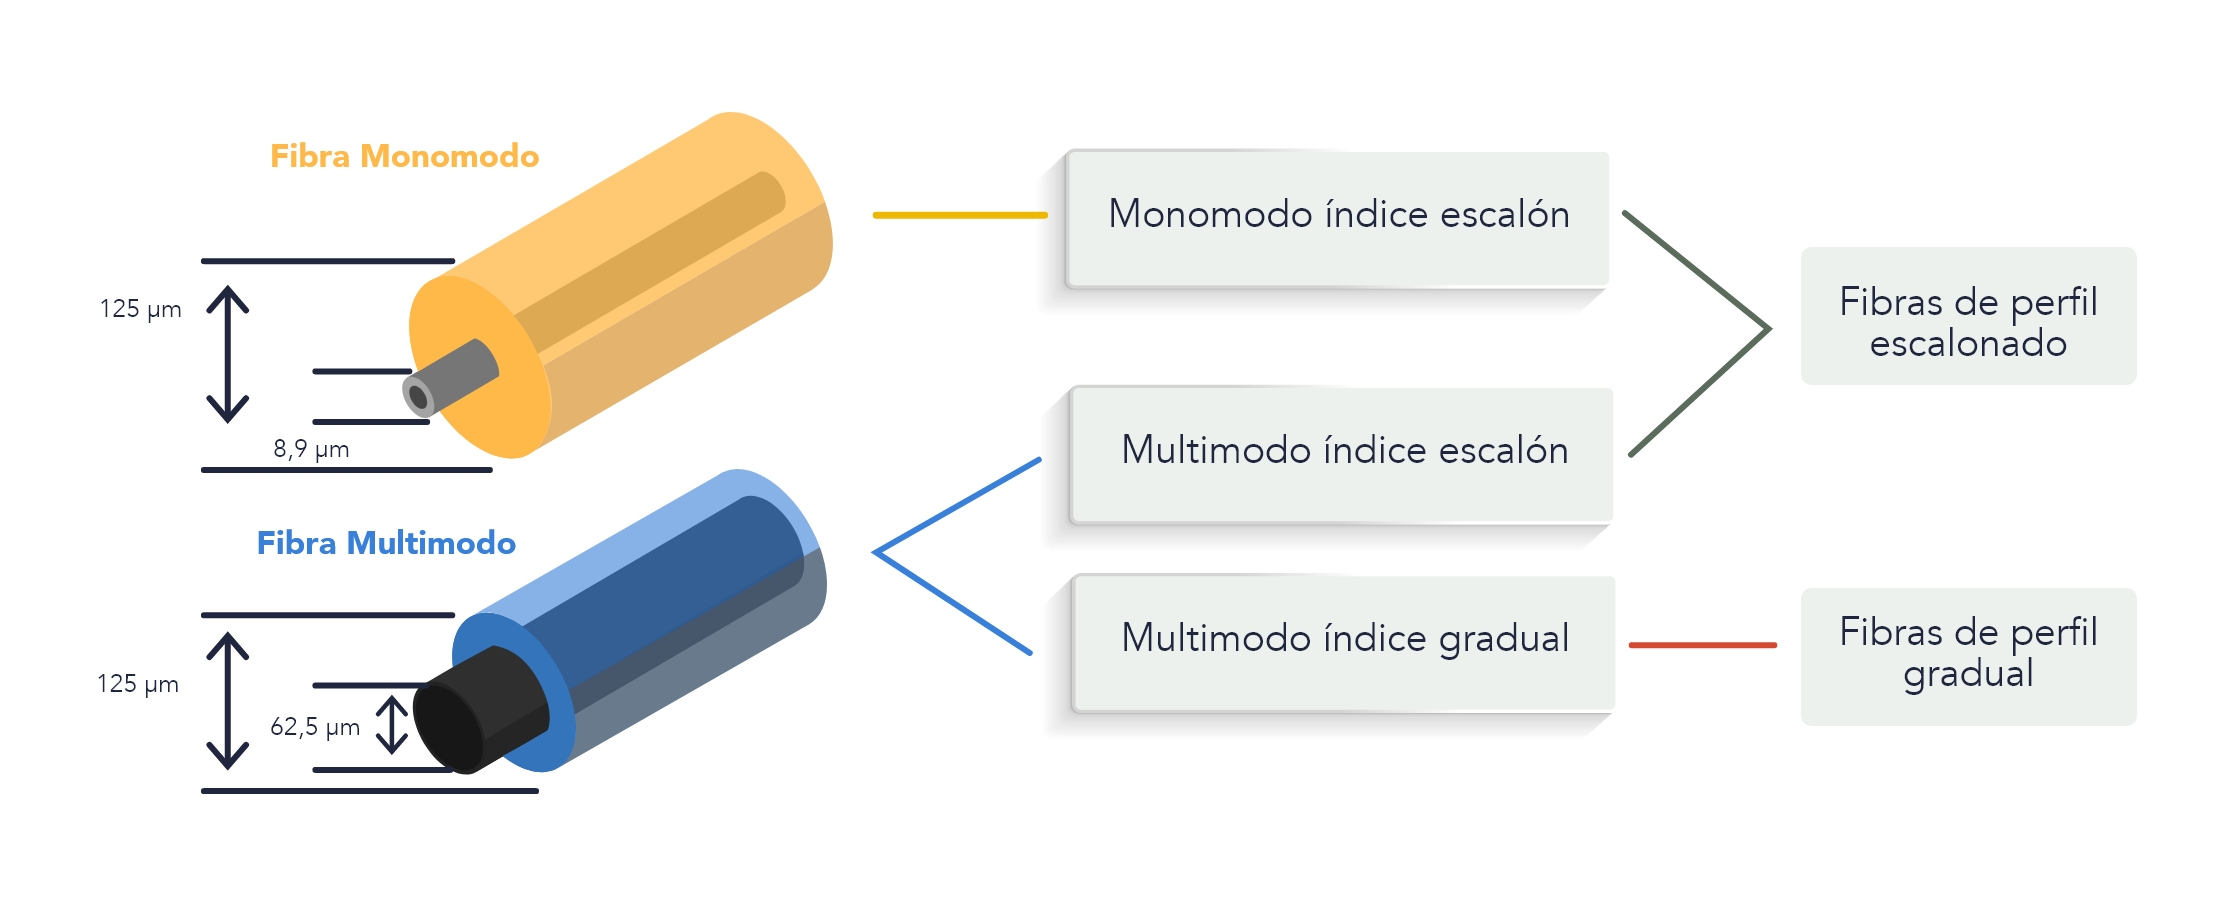 Fibra Monomodo
125 μm
8,9 μm
Fibra Multimodo
125 μm
62,5 μm
Monomodo índice escalón
Multimodo índice escalón
Multimodo índice gradual
Fibras de perfil
escalonado
Fibras de perfil
gradual